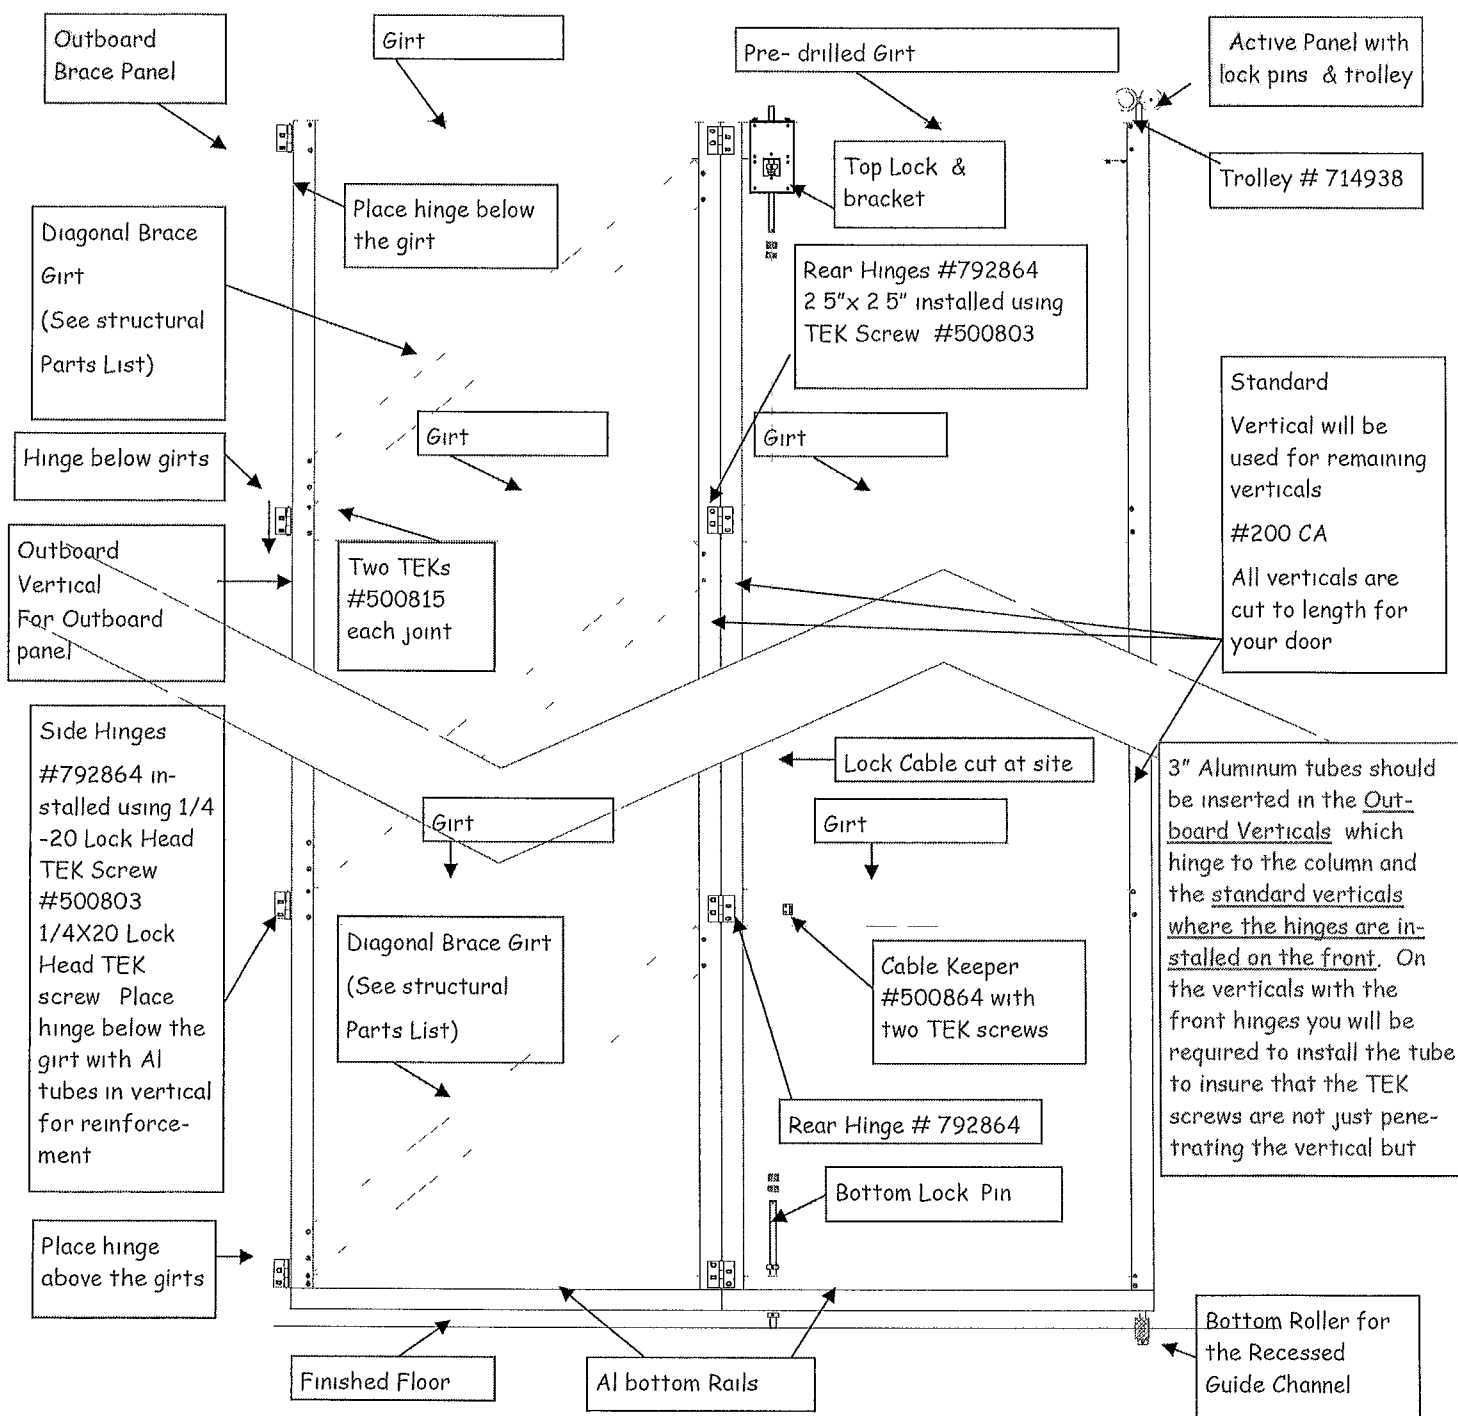 Outboard
Brace Panel
Girt
Pre- drilled Girt
Active Panel with
lock pins & trolley
Top Lock &
bracket
Trolley # 714938
Place hinge below
the girt
Diagonal Brace
Girt
(See structural
Parts List)
Rear Hinges #792864
2 5"x 2 5" installed using
TEK Screw #500803
Standard
Vertical will be
used for remaining
verticals
#200 CA
All verticals are
cut to length for
your door
Girt
Girt
Hinge below girts
Outboard
Vertical
For Outboard
panel
Two TEKs
#500815
each joint
Side Hinges
#792864 in-
stalled using 1/4
-20 Lock Head
TEK Screw
#500803
1/4X20 Lock
Head TEK
screw Place
hinge below the
girt with Al
tubes in vertical
for reinforce-
ment
Lock Cable cut at site
Girt
Girt
3" Aluminum tubes should
be inserted in the Out-
board Verticals which
hinge to the column and
the standard verticals
where the hinges are in-
stalled on the front. On
the verticals with the
front hinges you will be
required to install the tube
to insure that the TEK
screws are not just pene-
trating the vertical but
Diagonal Brace Girt
(See structural
Parts List)
Cable Keeper
#500864 with
two TEK screws
Rear Hinge # 792864
Bottom Lock Pin
Place hinge
above the girts
Finished Floor
Al bottom Rails
Bottom Roller for
the Recessed
Guide Channel